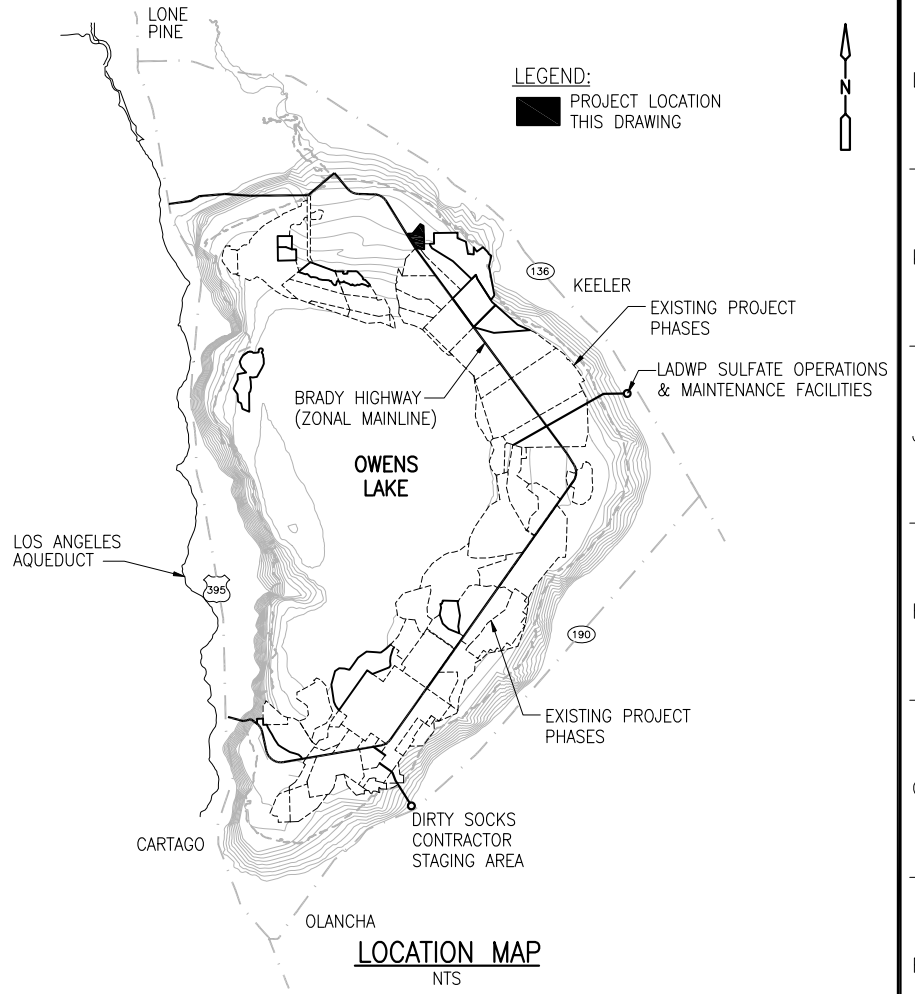 LONE
PINE
LEGEND:
PROJECT LOCATION
THIS DRAWING
N
136
KEELER
EXISTING PROJECT
PHASES
LADWP SULFATE OPERATIONS
& MAINTENANCE FACILITIES
BRADY HIGHWAY
(ZONAL MAINLINE)
OWENS
LAKE
LOS ANGELES
AQUEDUCT
395
190
EXISTING PROJECT
PHASES
DIRTY SOCKS
CONTRACTOR
STAGING AREA
CARTAGO
OLANCHA
LOCATION MAP
NTS